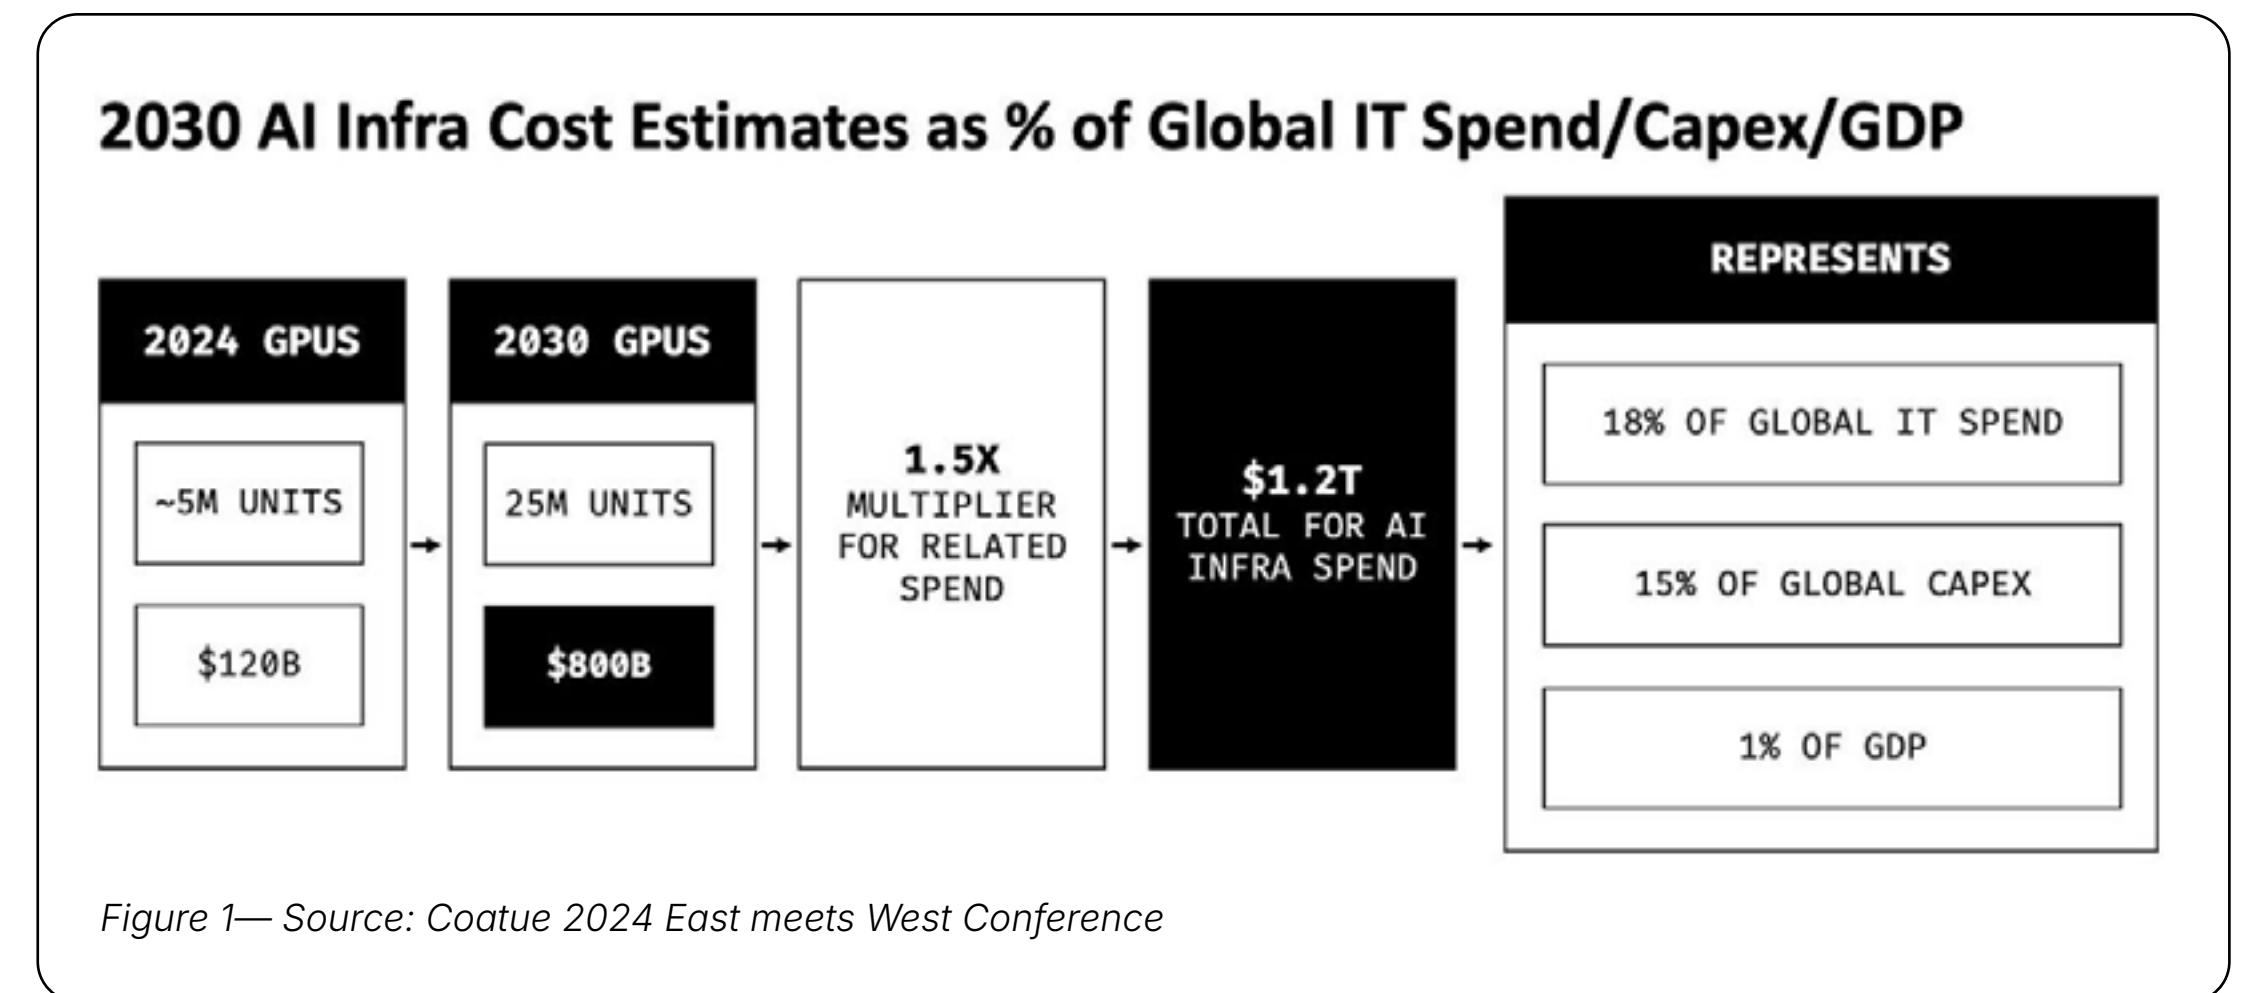 2030 AI Infra Cost Estimates as % of Global IT Spend/Capex/GDP
2024 GPUS
~5M UNITS
$120B
2030 GPUS
25M UNITS
$800B
1.5X
MULTIPLIER
FOR RELATED
SPEND
$1.2T
TOTAL FOR AI
INFRA SPEND
REPRESENTS
18% OF GLOBAL IT SPEND
15% OF GLOBAL CAPEX
1% OF GDP
Figure 1— Source: Coatue 2024 East meets West Conference